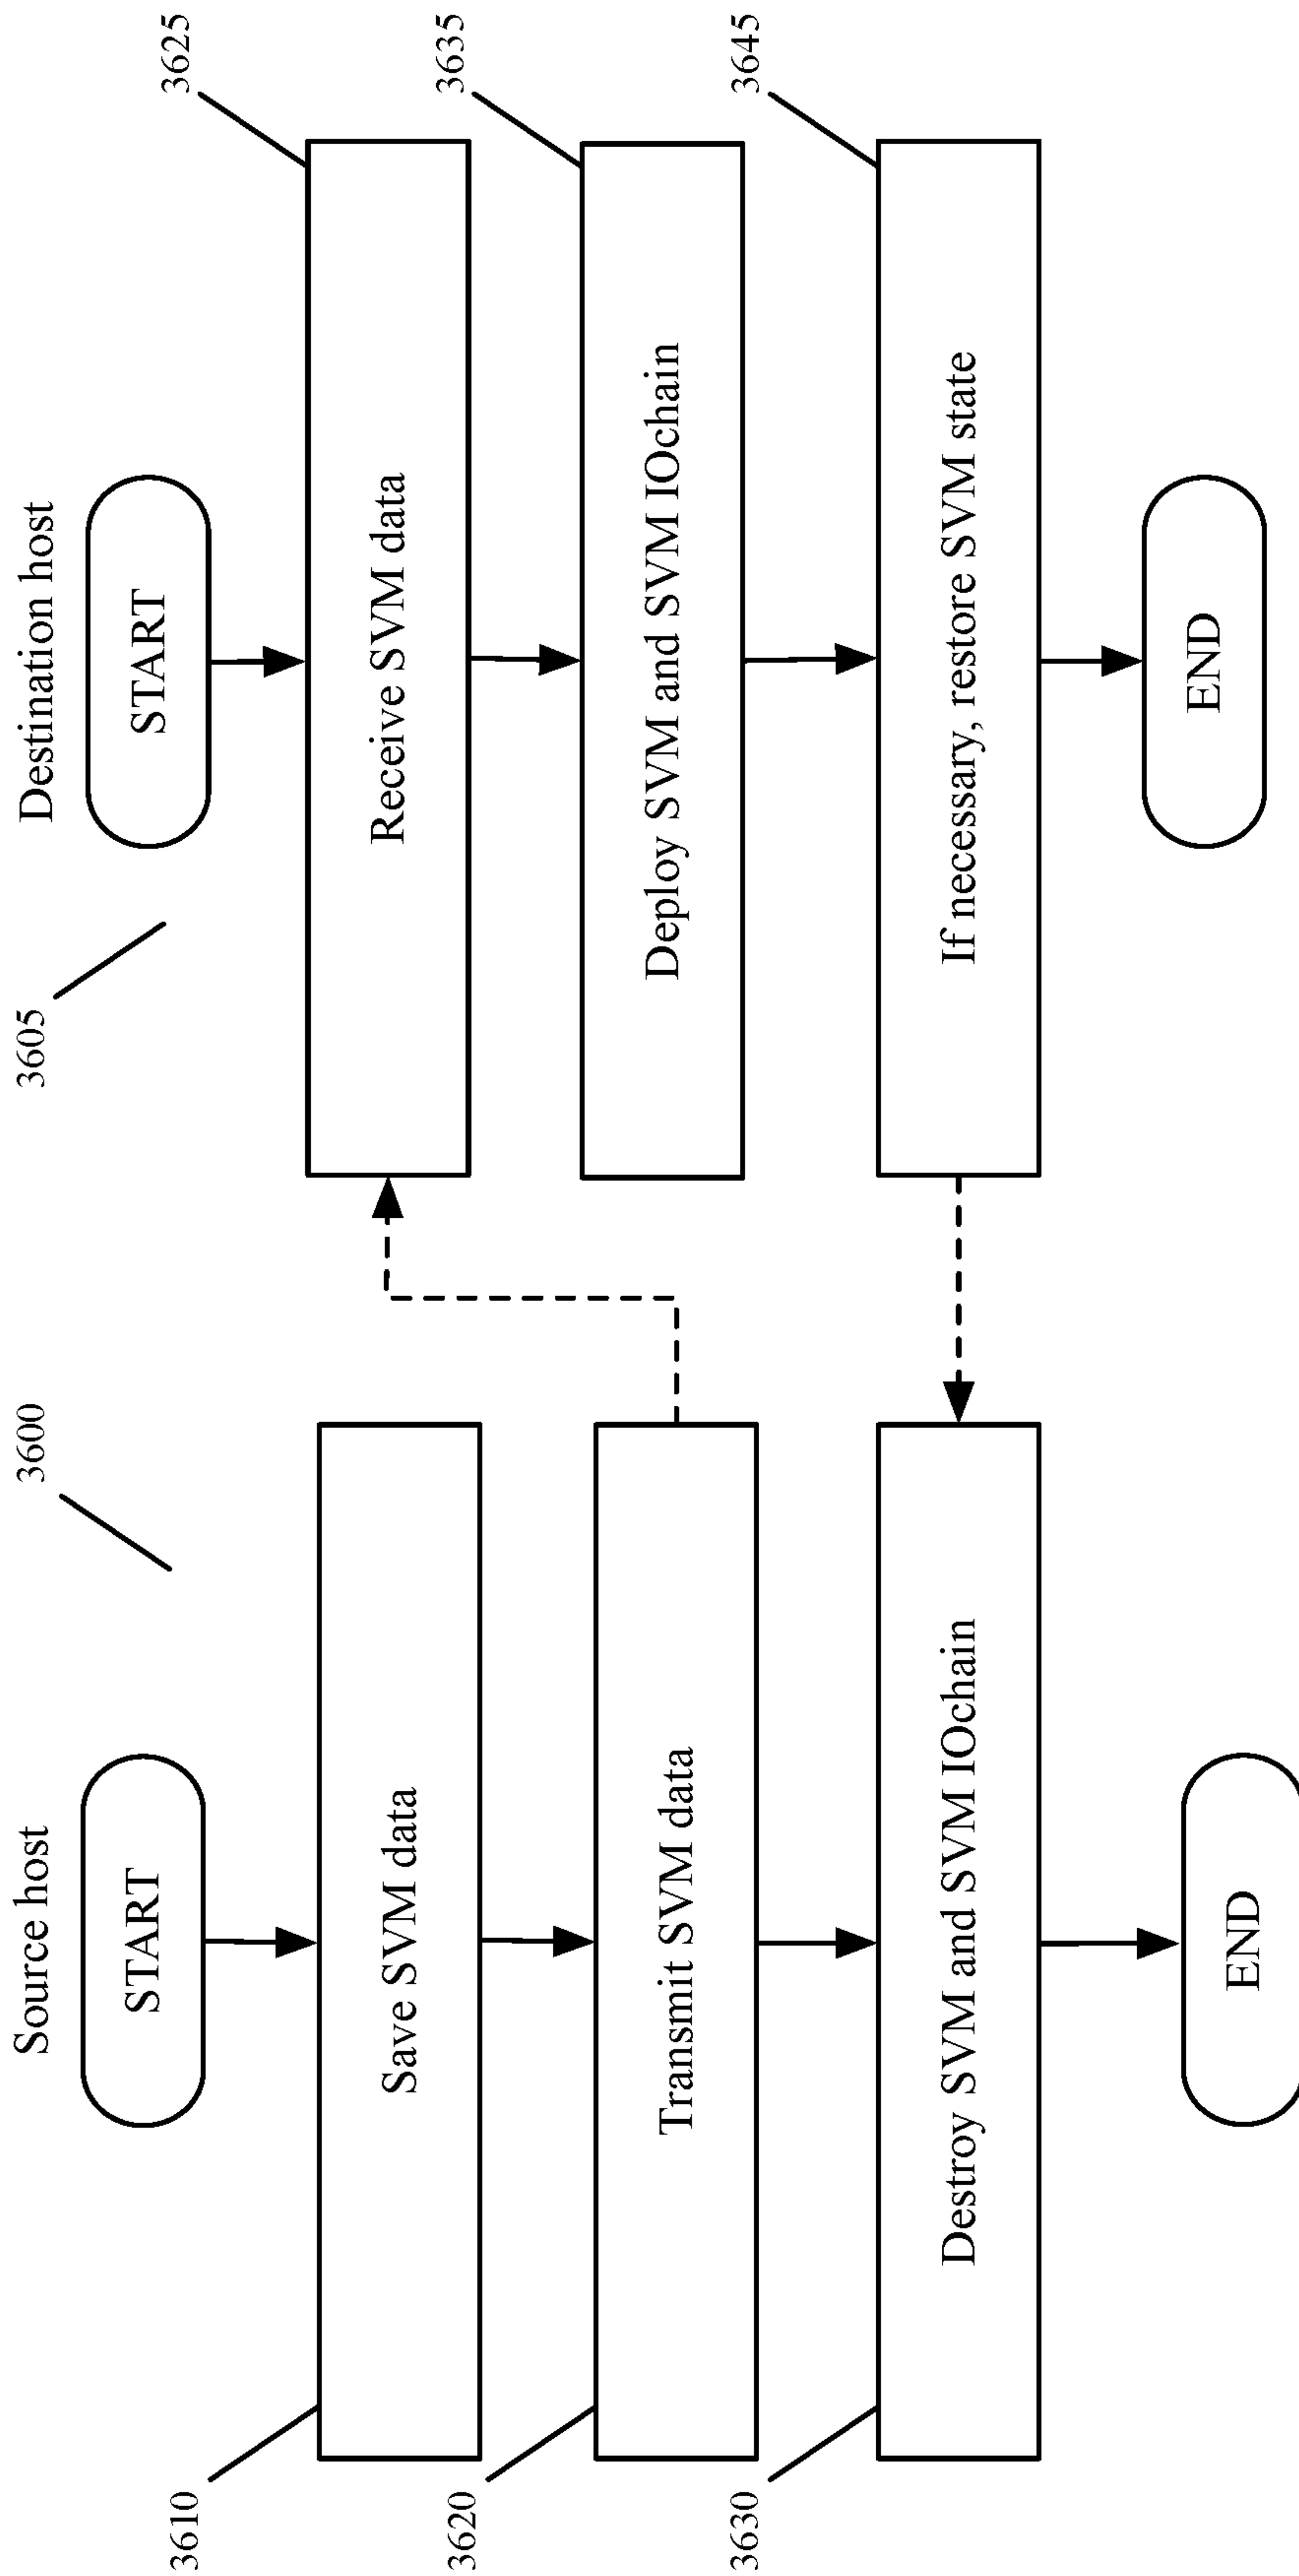 Source host
3600
START
3610
Save SVM data
3620
Transmit SVM data
3630
Destroy SVM and SVM IOchain
END
Destination host
3605
START
3625
Receive SVM data
3635
Deploy SVM and SVM IOchain
3645
If necessary, restore SVM state
END